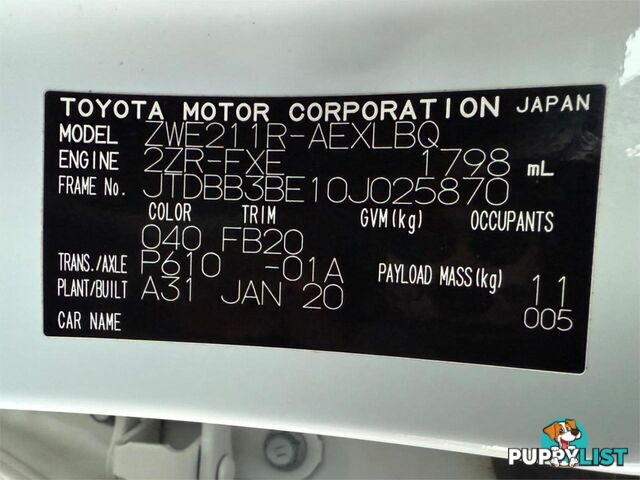 TOYOTA MOTOR CORPORATION JAPAN
MODEL ZWE211R-AEXLBQ
ENGINE 2ZR-FXE 1798 mL
FRAME No. JTDBB3BE10J025870
COLOR TRIM GVM(kg) OCCUPANTS
040 FB20
TRANS./AXLE P610 -01A PAYLOAD MASS(kg) 11
PLANT/BUILT A31 JAN 20 005
CAR NAME
PUPPYLIST